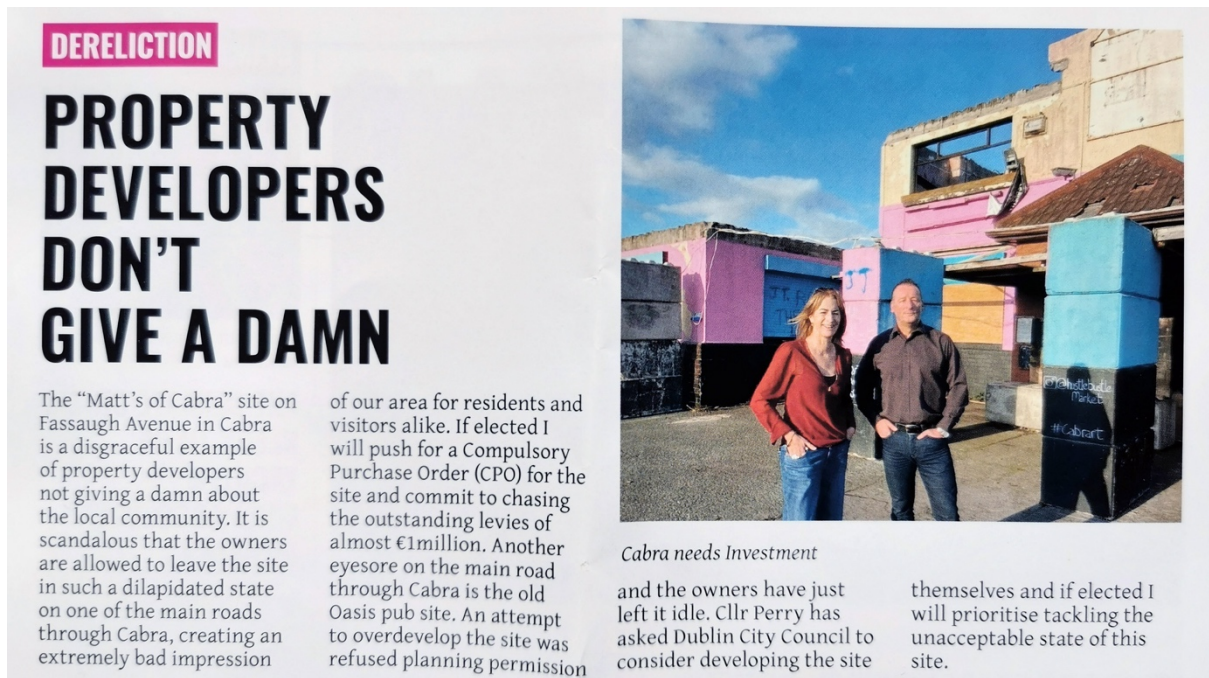 DERELICTION
PROPERTY
DEVELOPERS
DON'T
GIVE A DAMN
The “Matt's of Cabra” site on
Fassaugh Avenue in Cabra
is a disgraceful example
of property developers
not giving a damn about
the local community. It is
scandalous that the owners
are allowed to leave the site
in such a dilapidated state
on one of the main roads
through Cabra, creating an
extremely bad impression
of our area for residents and
visitors alike. If elected I
will push for a Compulsory
Purchase Order (CPO) for the
site and commit to chasing
the outstanding levies of
almost €1million. Another
eyesore on the main road
through Cabra is the old
Oasis pub site. An attempt
to overdevelop the site was
refused planning permission
JT
@hustlebustle
Market
#Cabrart
Cabra needs Investment
and the owners have just
left it idle. Cllr Perry has
asked Dublin City Council to
consider developing the site
themselves and if elected I
will prioritise tackling the
unacceptable state of this
site.